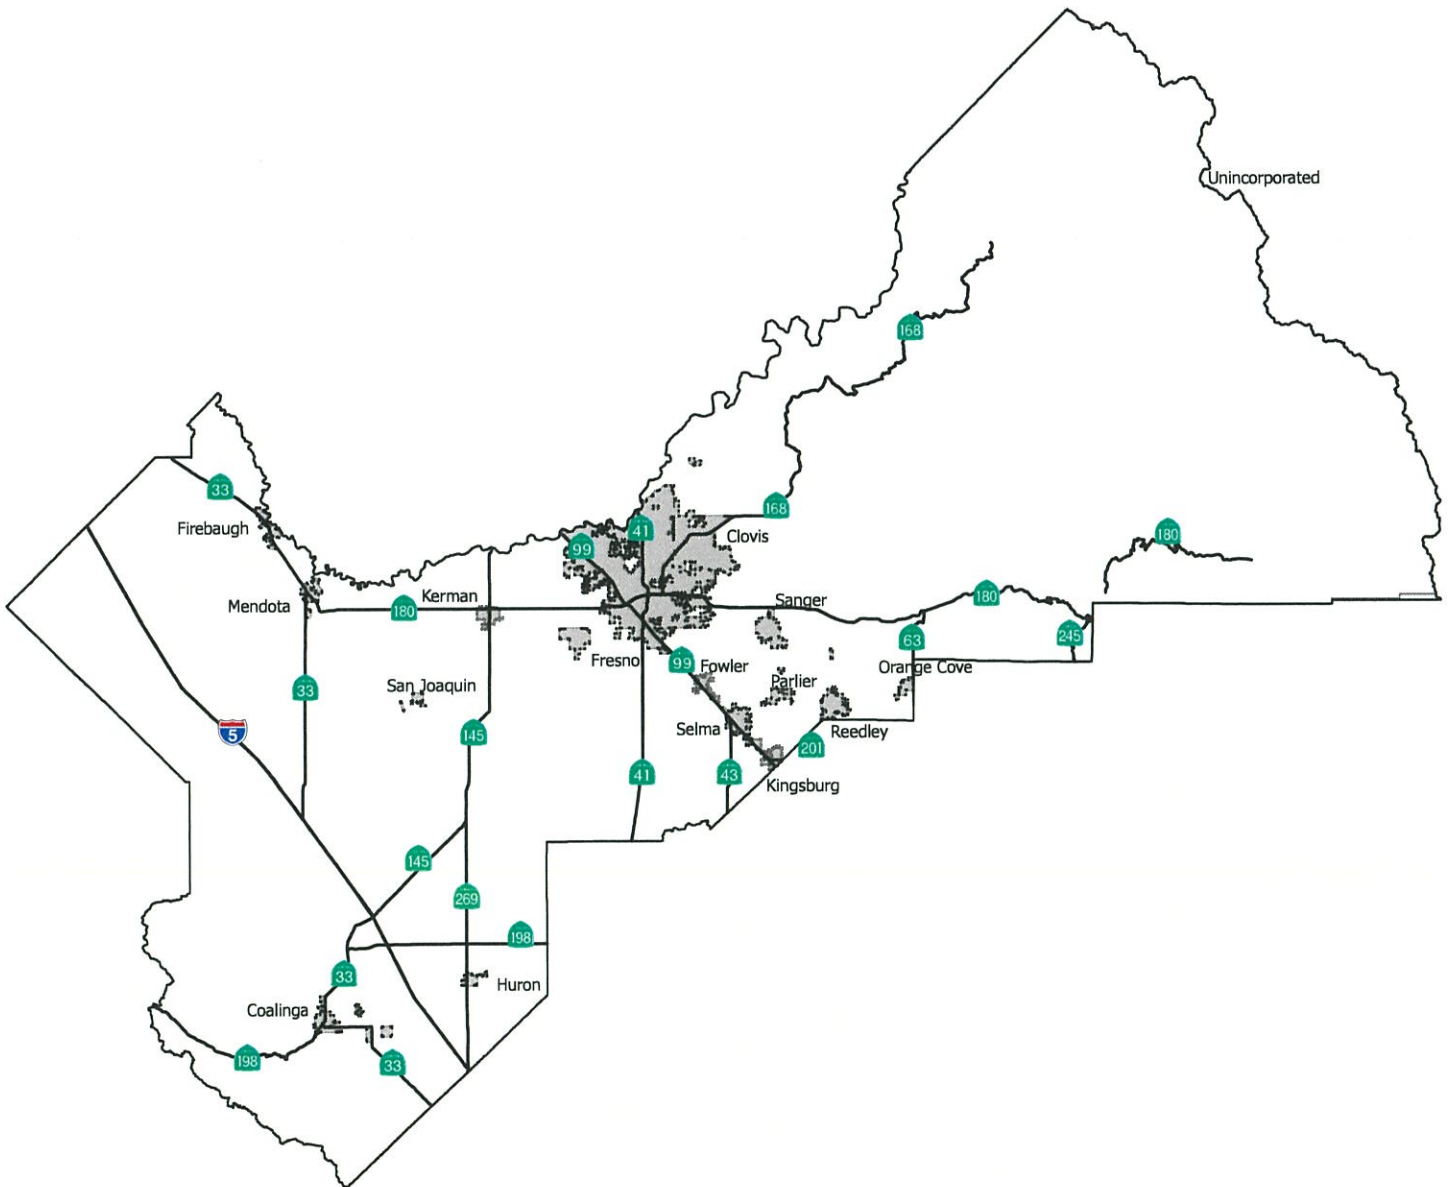 Unincorporated
168
33
168
Firebaugh
41
Clovis
99
180
Mendota
180
Kerman
Sanger
180
63
245
Fresno
99
Fowler
Orange Cove
33
San Joaquin
Parlier
5
145
Selma
Reedley
201
41
43
Kingsburg
145
269
198
33
Huron
Coalinga
198
33